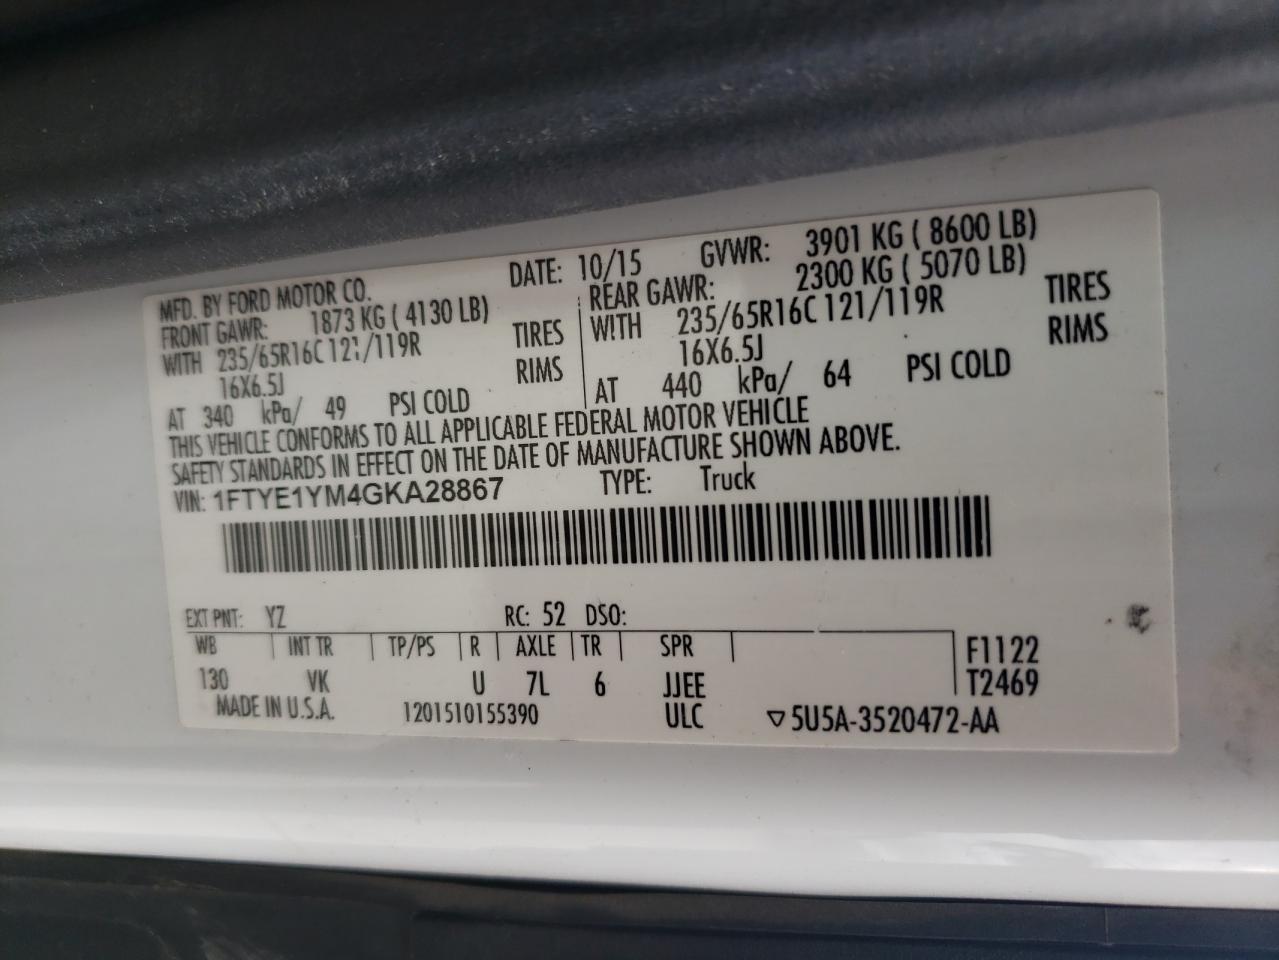 MFD. BY FORD MOTOR CO. DATE: 10/15 GVWR: 3901 KG ( 8600 LB)
FRONT GAWR: 1873 KG ( 4130 LB) REAR GAWR: 2300 KG ( 5070 LB)
WITH 235/65R16C 121/119R TIRES WITH 235/65R16C 121/119R TIRES
16X6.5J RIMS 16X6.5J RIMS
AT 340 kPa/ 49 PSI COLD AT 440 kPa/ 64 PSI COLD
THIS VEHICLE CONFORMS TO ALL APPLICABLE FEDERAL MOTOR VEHICLE
SAFETY STANDARDS IN EFFECT ON THE DATE OF MANUFACTURE SHOWN ABOVE.
VIN: 1FTYE1YM4GKA28867 TYPE: Truck
EXT PNT: YZ RC: 52 DSO:
WB INT TR TP/PS R AXLE TR SPR F1122
130 VK U 7L 6 JJEE T2469
MADE IN U.S.A. 1201510155390 ULC ▽5U5A-3520472-AA